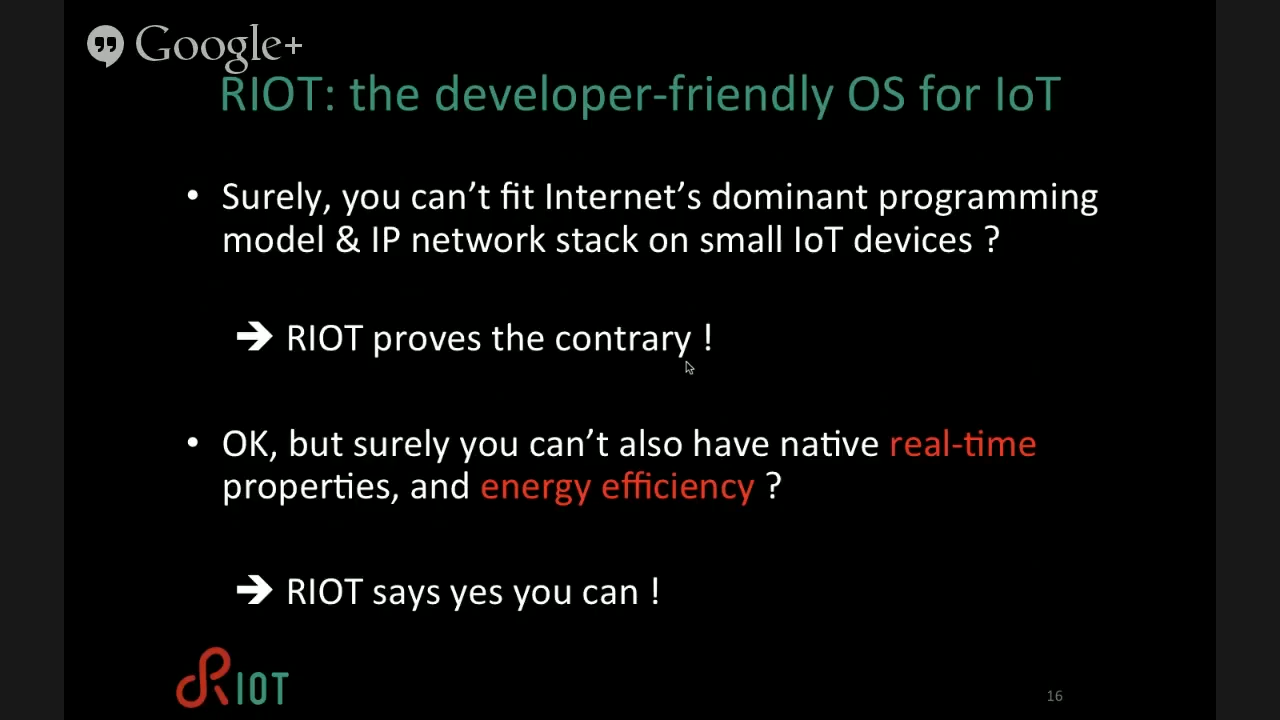 Google+
RIOT: the developer-friendly OS for IoT
• Surely, you can’t fit Internet’s dominant programming
model & IP network stack on small IoT devices ?
➔ RIOT proves the contrary !
• OK, but surely you can’t also have native real-time
properties, and energy efficiency ?
➔ RIOT says yes you can !
RIOT
16